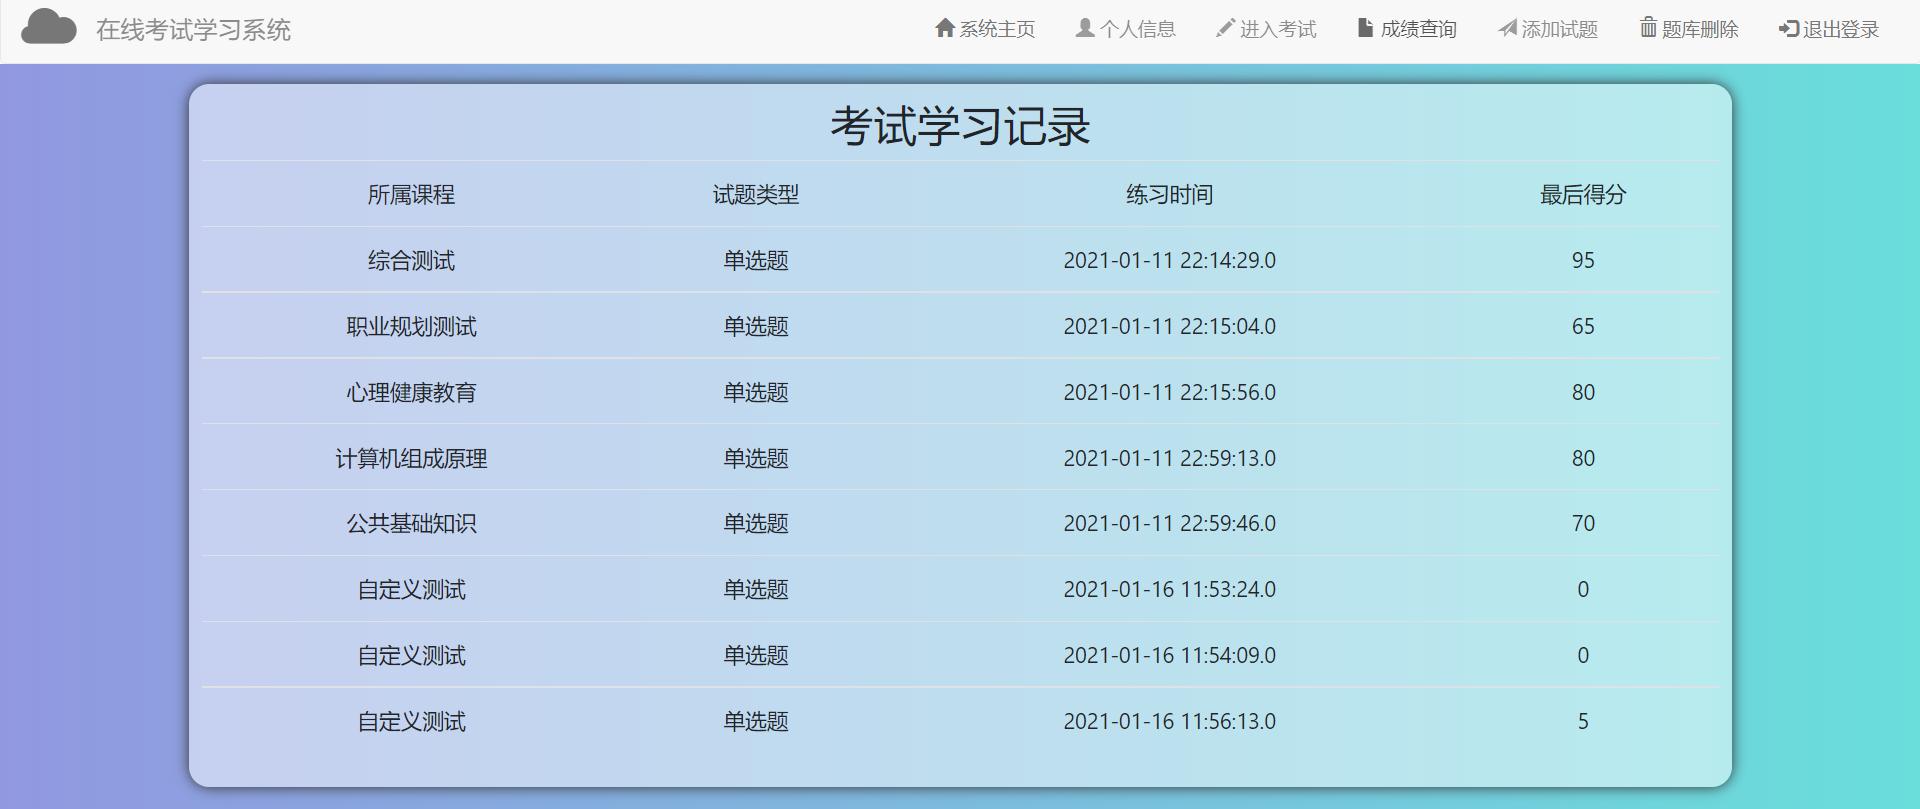 在线考试学习系统 系统主页 个人信息 进入考试 成绩查询 添加试题 题库删除 退出登录
考试学习记录
所属课程 试题类型 练习时间 最后得分
综合测试 单选题 2021-01-11 22:14:29.0 95
职业规划测试 单选题 2021-01-11 22:15:04.0 65
心理健康教育 单选题 2021-01-11 22:15:56.0 80
计算机组成原理 单选题 2021-01-11 22:59:13.0 80
公共基础知识 单选题 2021-01-11 22:59:46.0 70
自定义测试 单选题 2021-01-16 11:53:24.0 0
自定义测试 单选题 2021-01-16 11:54:09.0 0
自定义测试 单选题 2021-01-16 11:56:13.0 5